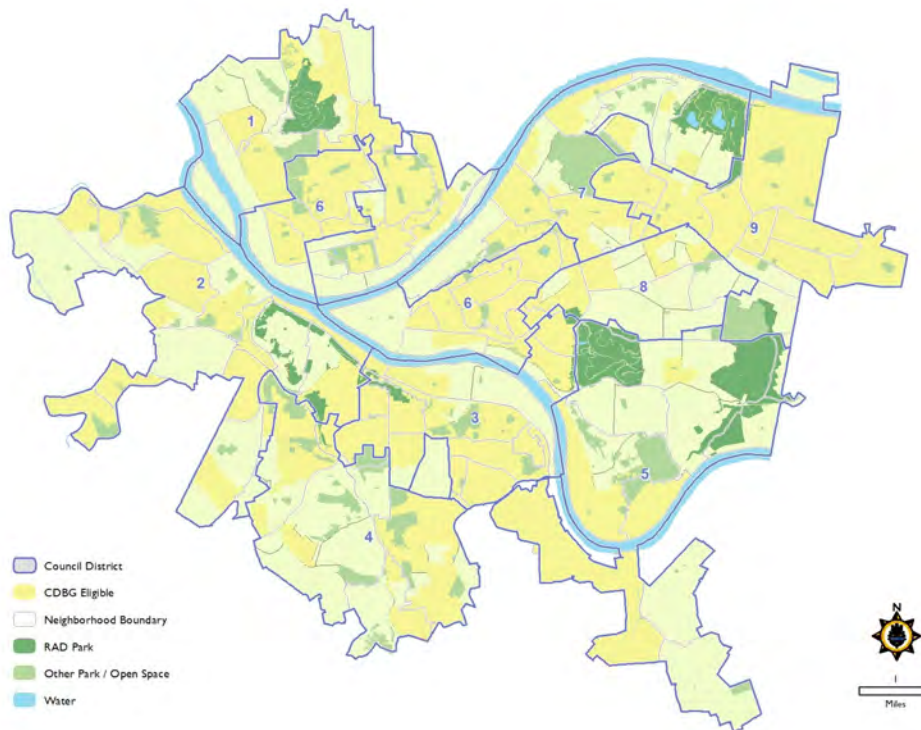 1
6
7
9
2
6
8
3
5
4
Council District
CDBG Eligible
Neighborhood Boundary
RAD Park
Other Park / Open Space
Water
N
1
Miles